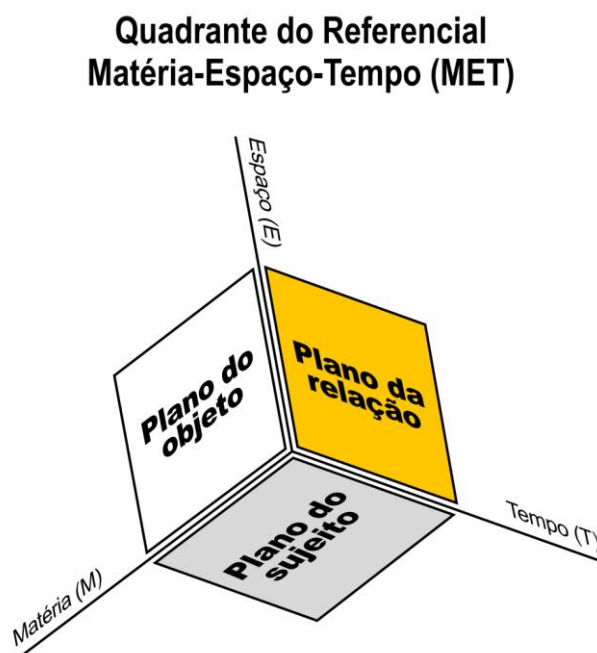 Quadrante do Referencial
Matéria-Espaço-Tempo (MET)
Espaço (E)
Plano do
objeto
Plano da
relação
Plano do
sujeito
Tempo (T)
Matéria (M)